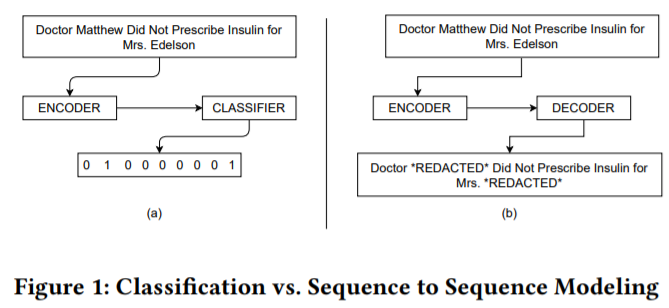 Doctor Matthew Did Not Prescribe Insulin for
Mrs. Edelson
ENCODER
CLASSIFIER
0 1 0 0 0 0 0 0 1
(a)
Doctor Matthew Did Not Prescribe Insulin for
Mrs. Edelson
ENCODER
DECODER
Doctor *REDACTED* Did Not Prescribe Insulin for
Mrs. *REDACTED*
(b)
Figure 1: Classification vs. Sequence to Sequence Modeling